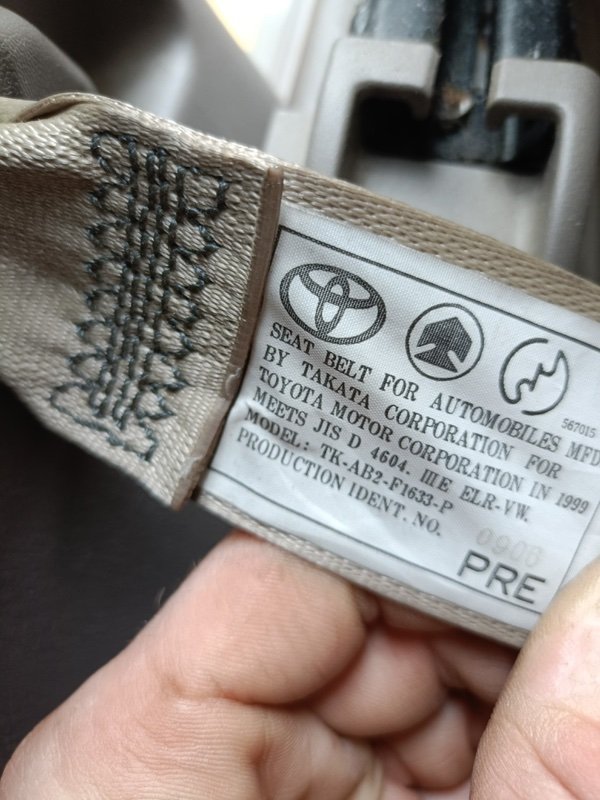 567015
SEAT BELT FOR AUTOMOBILES MFD
BY TAKATA CORPORATION FOR
TOYOTA MOTOR CORPORATION IN 1999
MEETS JIS D 4604. IIIE ELR-VW.
MODEL: TK-AB2-F1633-P
PRODUCTION IDENT. NO.
PRE